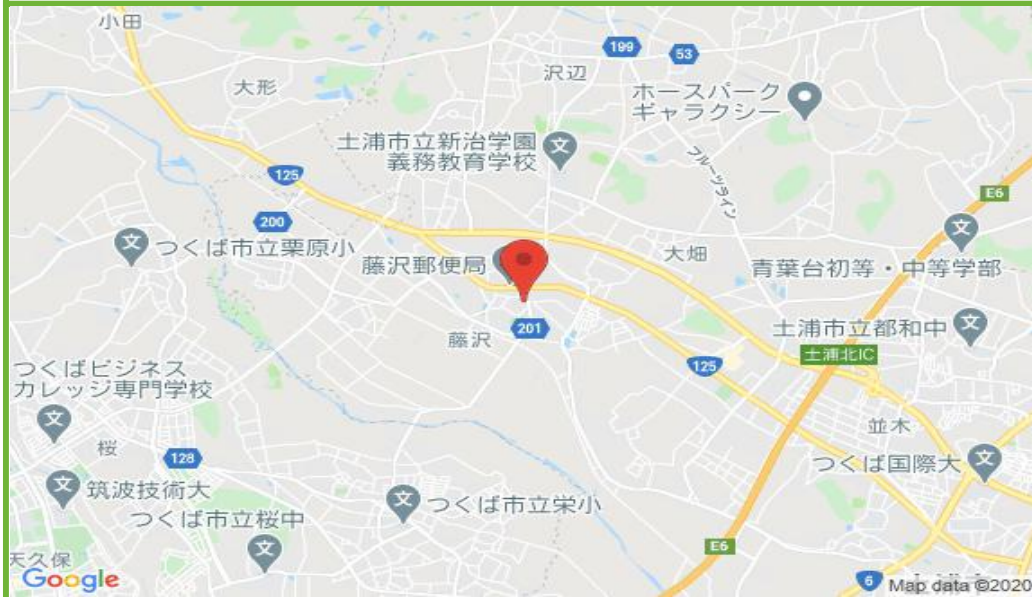 小田
大形
沢辺
199
53
ホースパーク
ギャラクシー
土浦市立新治学園
義務教育学校
フルーツライン
125
E6
200
つくば市立栗原小
藤沢郵便局
大畑
青葉台初等・中等学部
201
藤沢
土浦市立都和中
土浦北IC
つくばビジネス
カレッジ専門学校
125
並木
桜
128
つくば国際大
筑波技術大
つくば市立栄小
つくば市立桜中
天久保
E6
Google
6
Map data ©2020